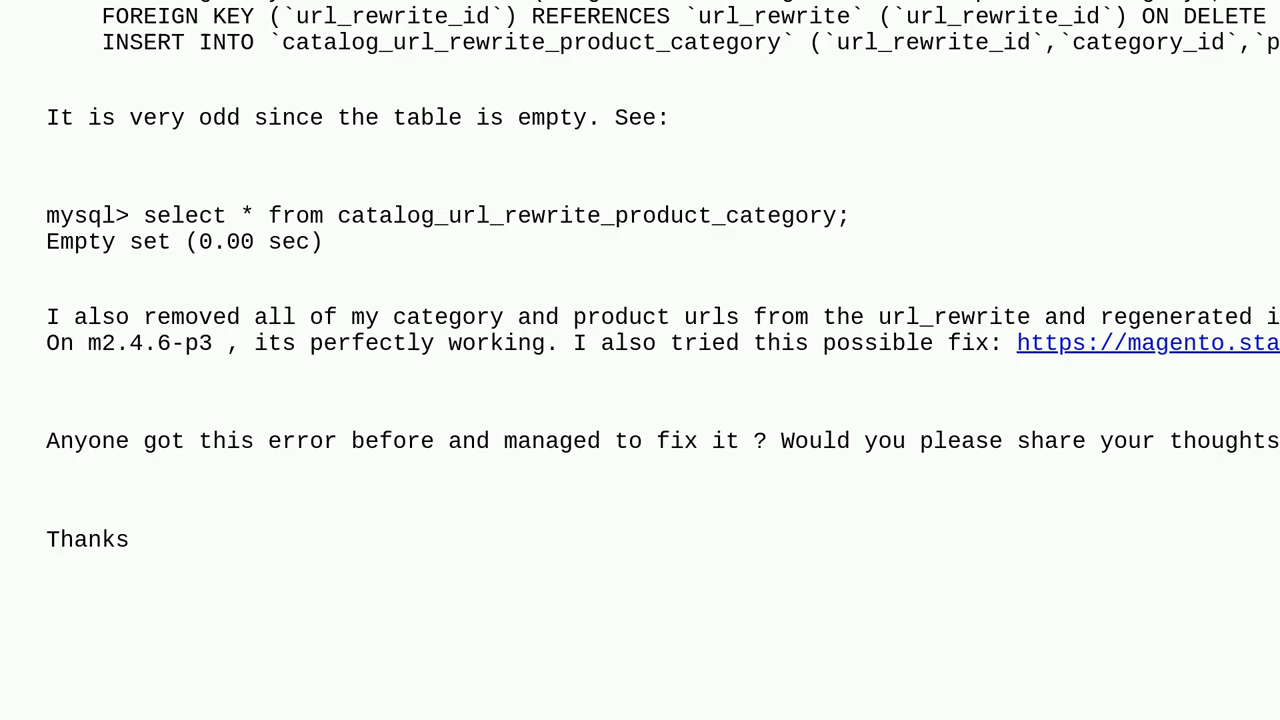 FOREIGN KEY (`url_rewrite_id`) REFERENCES `url_rewrite` (`url_rewrite_id`) ON DELETE
INSERT INTO `catalog_url_rewrite_product_category` (`url_rewrite_id`,`category_id`,`p
It is very odd since the table is empty. See:
mysql> select * from catalog_url_rewrite_product_category;
Empty set (0.00 sec)
I also removed all of my category and product urls from the url_rewrite and regenerated i
On m2.4.6-p3 , its perfectly working. I also tried this possible fix: https://magento.sta
Anyone got this error before and managed to fix it ? Would you please share your thoughts
Thanks